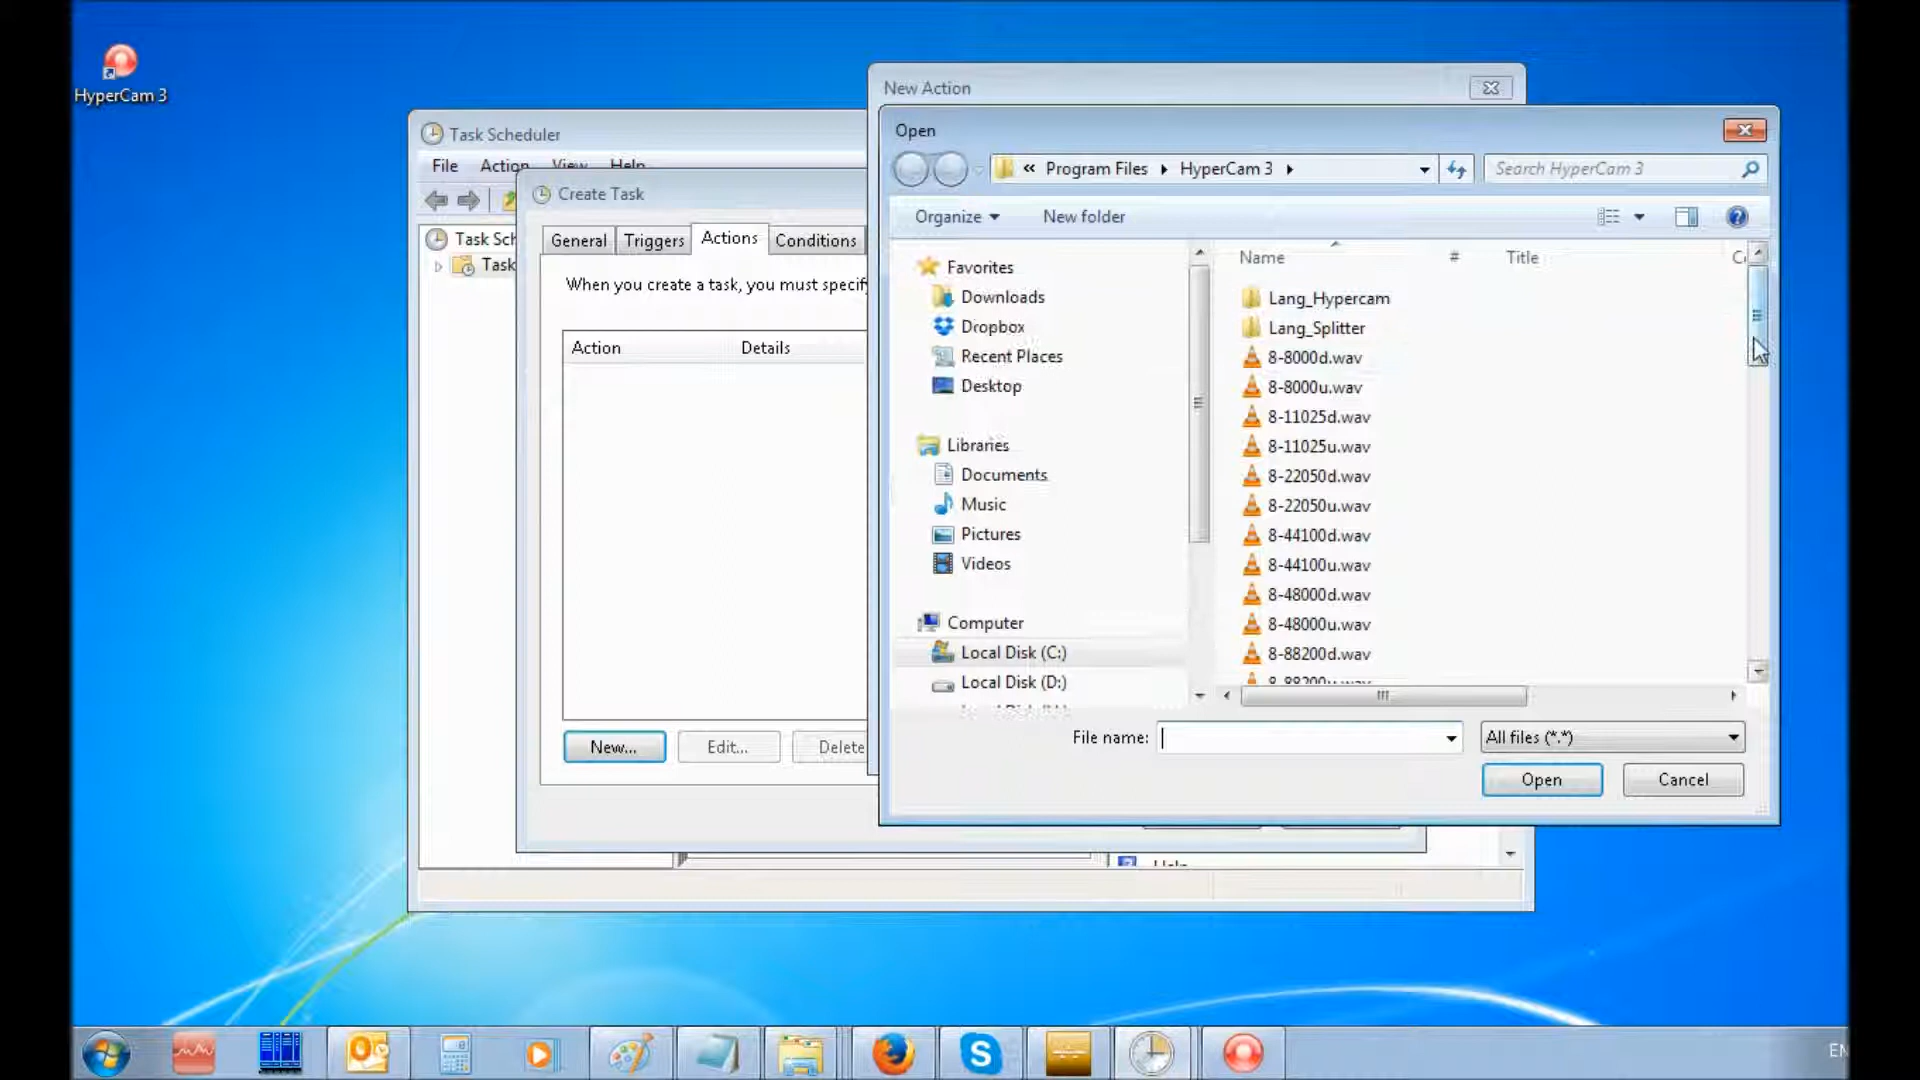 HyperCam 3
New Action
Open
« Program Files HyperCam 3
Search HyperCam 3
Organize
New folder
Task Scheduler
File Action View Help
Create Task
Task Sch
Task
General Triggers Actions Conditions
When you create a task, you must specif
Action Details
New... Edit... Delete
Favorites
Downloads
Dropbox
Recent Places
Desktop
Libraries
Documents
Music
Pictures
Videos
Computer
Local Disk (C:)
Local Disk (D:)
Name # Title
Lang_Hypercam
Lang_Splitter
8-8000d.wav
8-8000u.wav
8-11025d.wav
8-11025u.wav
8-22050d.wav
8-22050u.wav
8-44100d.wav
8-44100u.wav
8-48000d.wav
8-48000u.wav
8-88200d.wav
8-88200u.wav
File name:
All files (*.*)
Open Cancel
Help
EN